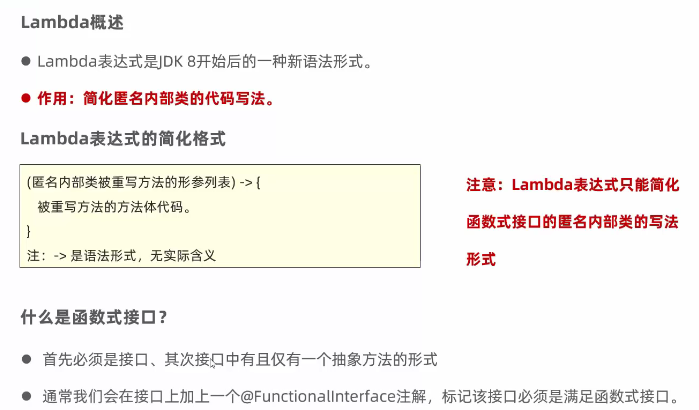 Lambda概述
● Lambda表达式是JDK 8开始后的一种新语法形式。
● 作用：简化匿名内部类的代码写法。
Lambda表达式的简化格式
(匿名内部类被重写方法的形参列表) -> {
被重写方法的方法体代码。
}
注：-> 是语法形式，无实际含义
注意：Lambda表达式只能简化
函数式接口的匿名内部类的写法
形式
什么是函数式接口？
● 首先必须是接口、其次接口中有且仅有一个抽象方法的形式
● 通常我们会在接口上加上一个@FunctionalInterface注解，标记该接口必须是满足函数式接口。